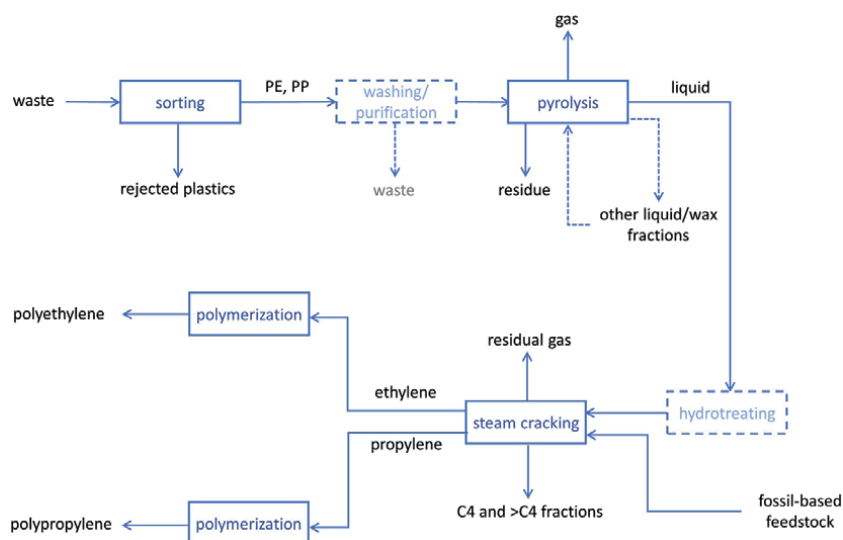 gas
waste
sorting
PE, PP
washing/
purification
pyrolysis
liquid
rejected plastics
waste
residue
other liquid/wax
fractions
polyethylene
polymerization
residual gas
ethylene
hydrotreating
steam cracking
propylene
polypropylene
polymerization
C4 and >C4 fractions
fossil-based
feedstock